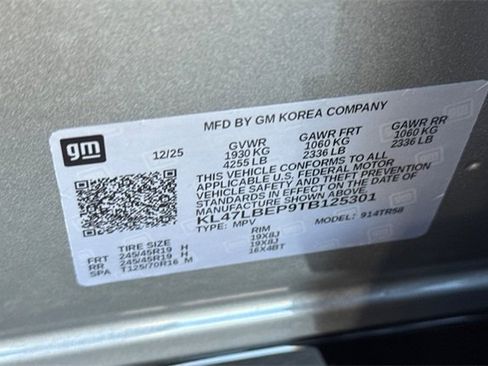 MFD BY GM KOREA COMPANY
gm
12/25 GVWR GAWR FRT GAWR RR
1930 KG 1060 KG 1060 KG
4255 LB 2336 LB 2336 LB
THIS VEHICLE CONFORMS TO ALL
APPLICABLE U.S. FEDERAL MOTOR
VEHICLE SAFETY AND THEFT PREVENTION
STANDARDS IN EFFECT ON THE DATE OF
MANUFACTURE SHOWN ABOVE.
KL47LBEP9TB125301
TYPE: MPV MODEL: 914TR58
TIRE SIZE RIM
FRT 245/45R19 H 19X8J
RR 245/45R19 H 19X8J
SPA T125/70R16 M 16X4BT